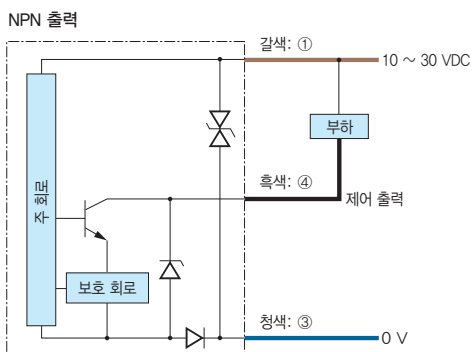 NPN 출력
갈색: ①
10 ~ 30 VDC
부하
흑색: ④
제어 출력
주 회로
보호 회로
청색: ③
0 V